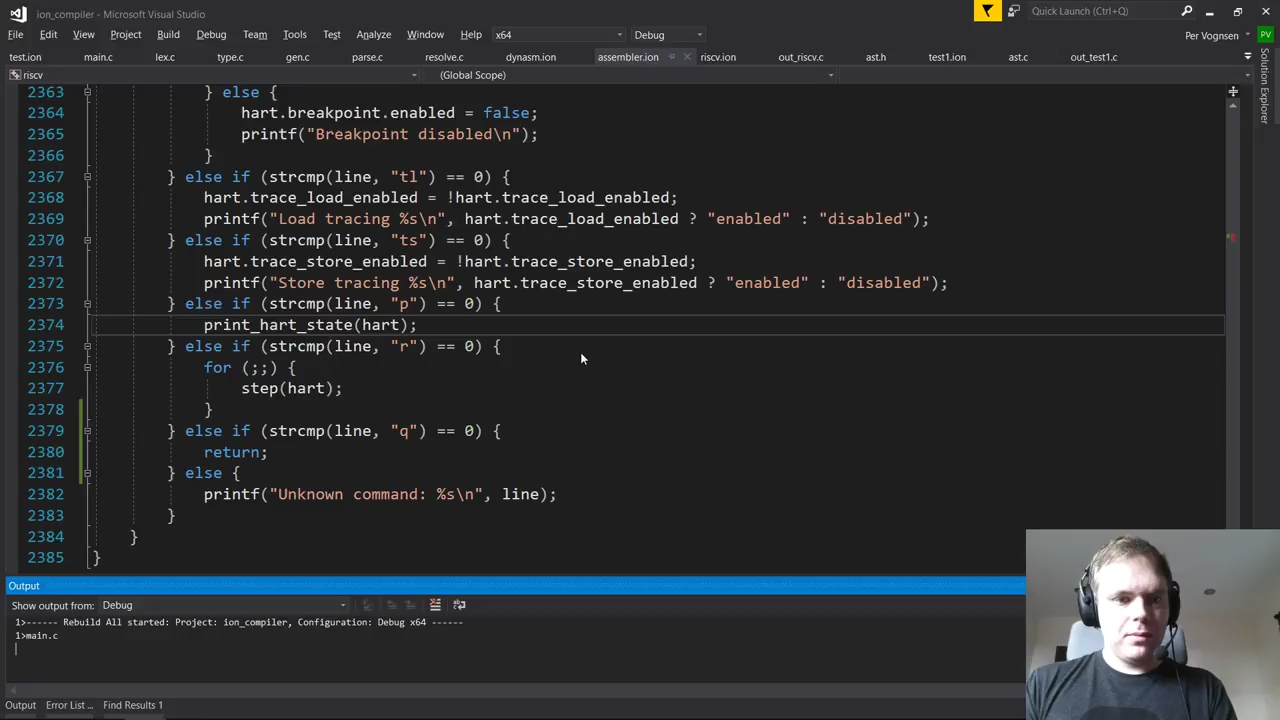 ion_compiler - Microsoft Visual Studio
Quick Launch (Ctrl+Q)
File Edit View Project Build Debug Team Tools Test Analyze Window Help x64 Debug Per Vognsen PV
test.ion main.c lex.c type.c gen.c parse.c resolve.c dynasm.ion assembler.ion riscv.ion out_riscv.c ast.h test1.ion ast.c out_test1.c
riscv (Global Scope)
Solution Explorer
2363 } else {
2364 hart.breakpoint.enabled = false;
2365 printf("Breakpoint disabled\n");
2366 }
2367 } else if (strcmp(line, "tl") == 0) {
2368 hart.trace_load_enabled = !hart.trace_load_enabled;
2369 printf("Load tracing %s\n", hart.trace_load_enabled ? "enabled" : "disabled");
2370 } else if (strcmp(line, "ts") == 0) {
2371 hart.trace_store_enabled = !hart.trace_store_enabled;
2372 printf("Store tracing %s\n", hart.trace_store_enabled ? "enabled" : "disabled");
2373 } else if (strcmp(line, "p") == 0) {
2374 print_hart_state(hart);
2375 } else if (strcmp(line, "r") == 0) {
2376 for (;;) {
2377 step(hart);
2378 }
2379 } else if (strcmp(line, "q") == 0) {
2380 return;
2381 } else {
2382 printf("Unknown command: %s\n", line);
2383 }
2384 }
2385 }
Output
Show output from: Debug
1>------ Rebuild All started: Project: ion_compiler, Configuration: Debug x64 ------
1>main.c
Output Error List ... Find Results 1